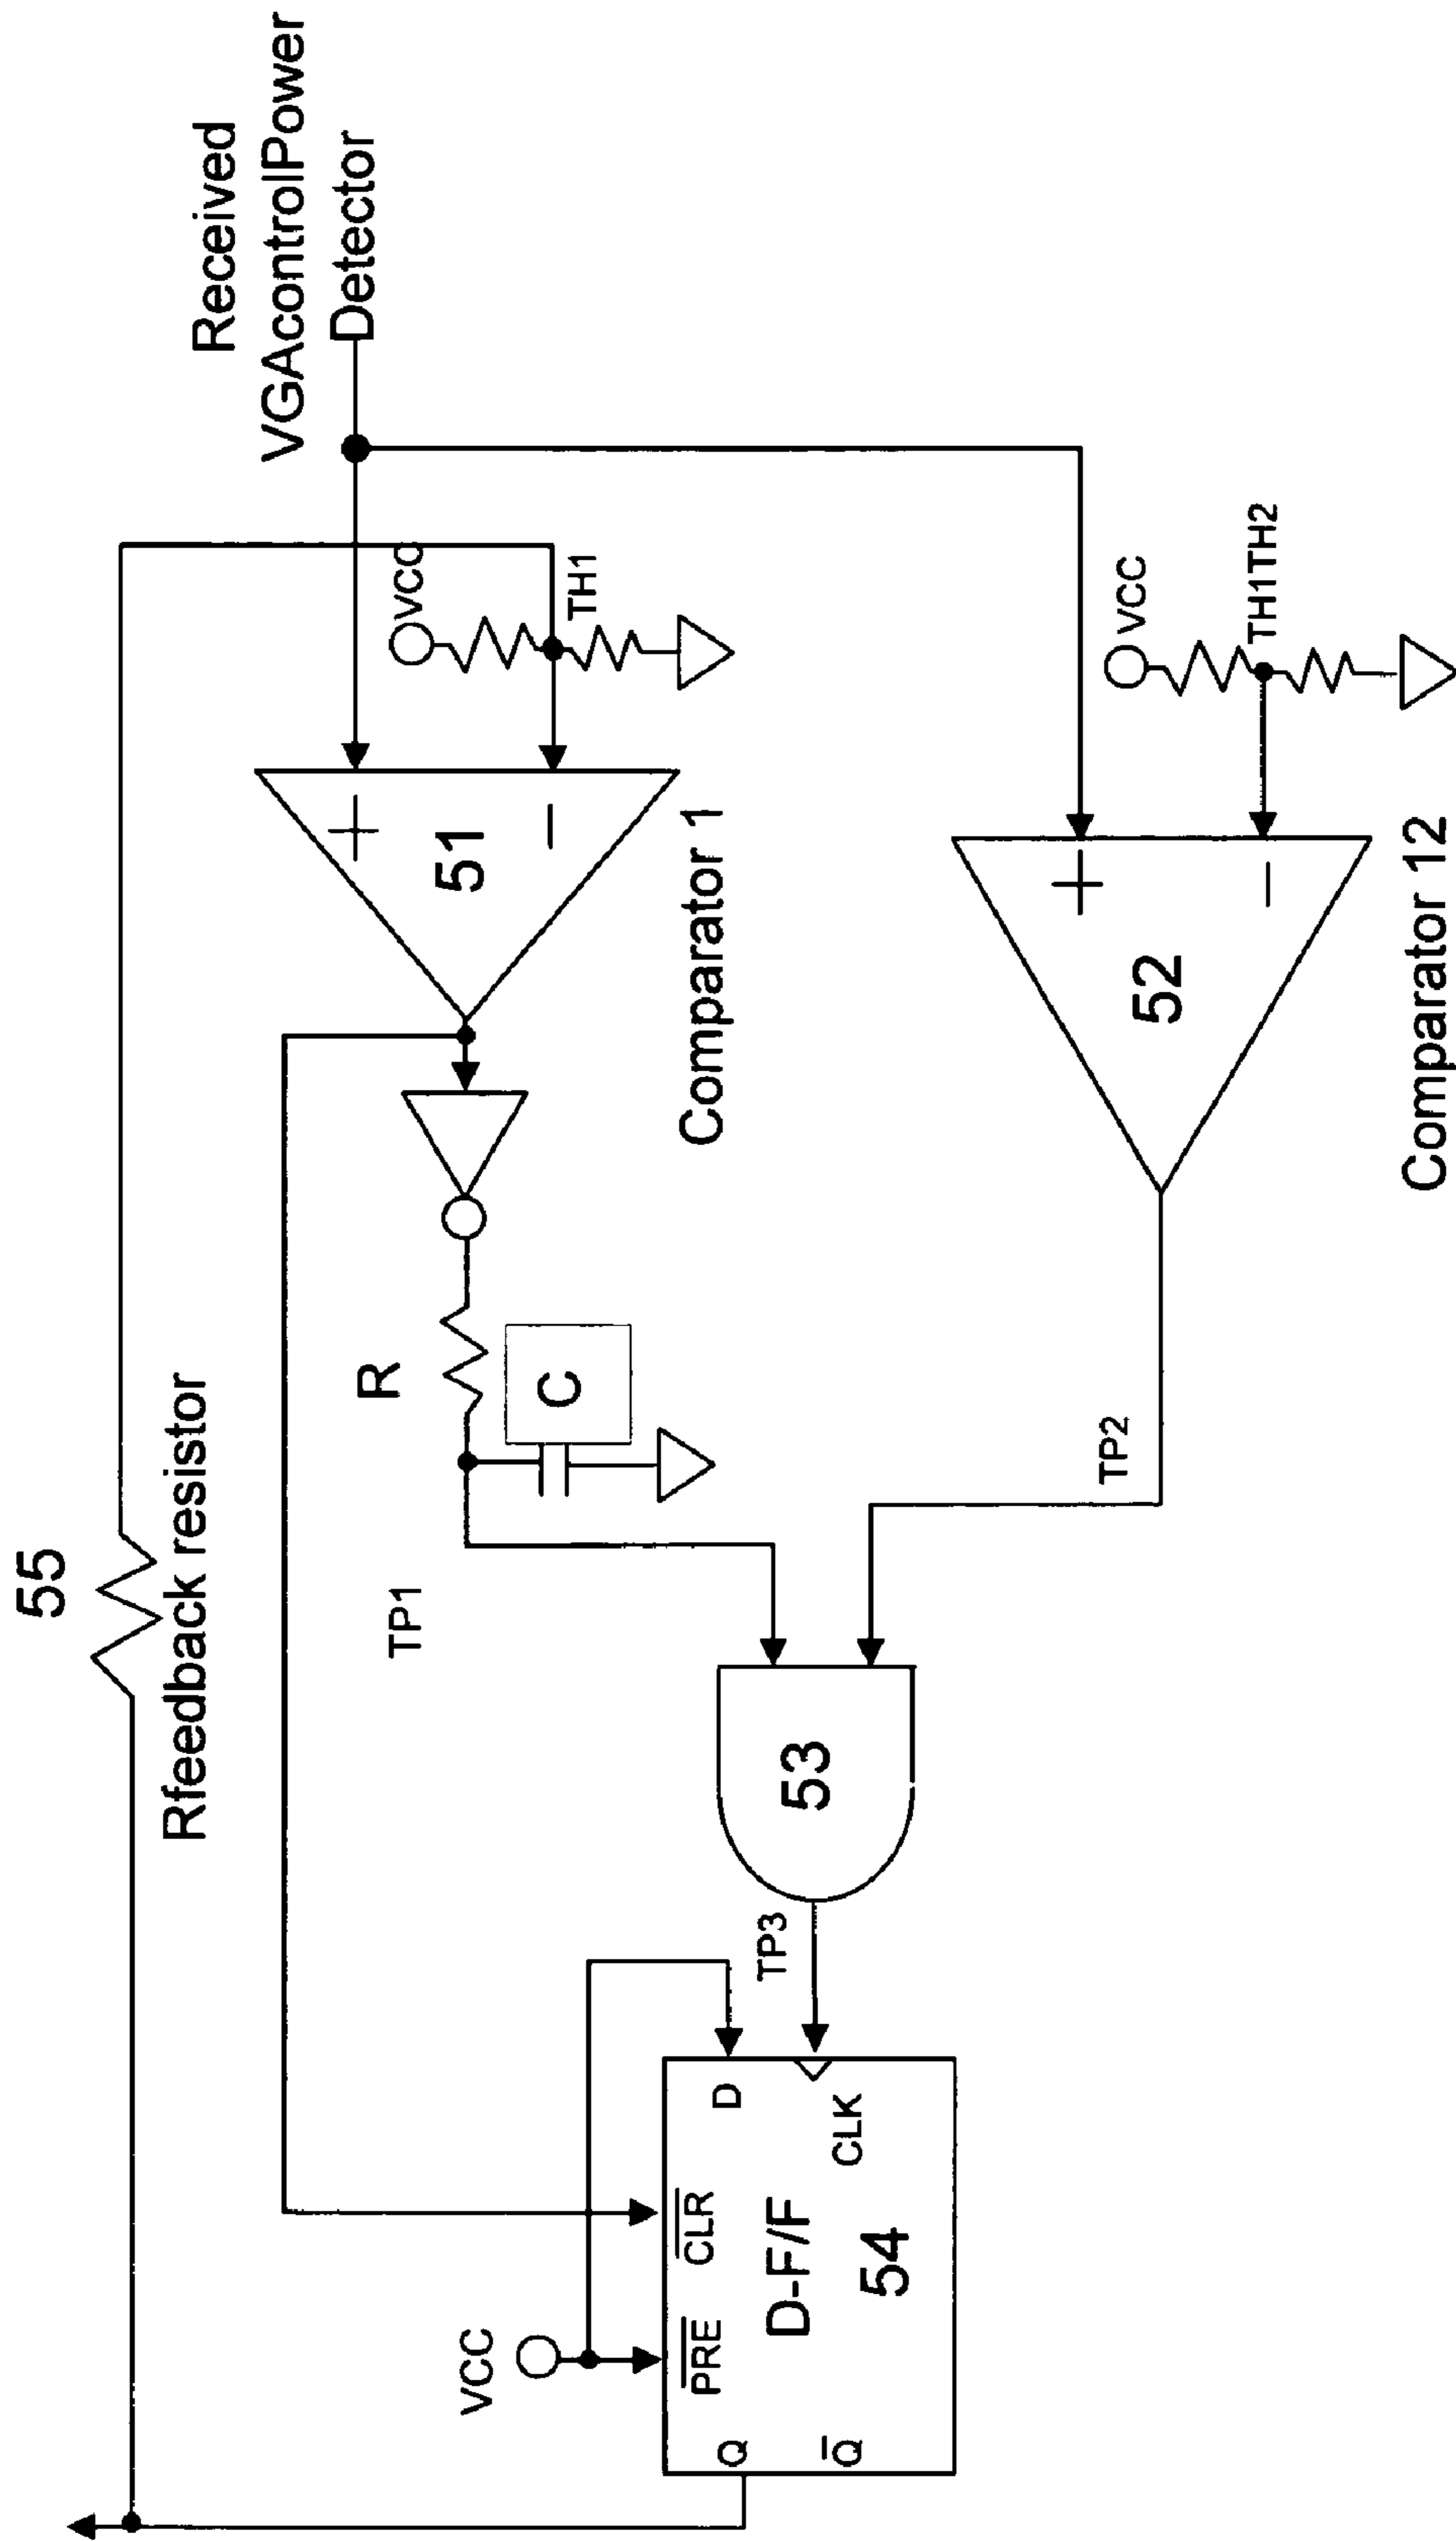 Received
VGAcontrolPower
Detector
55
Rfeedback resistor
VCC
TH1
+
−
51
Comparator 1
R
C
TP1
VCC
TH1TH2
+
−
52
Comparator 12
TP2
53
TP3
VCC
PRE
CLR
D
Q
D-F/F
CLK
Q
54